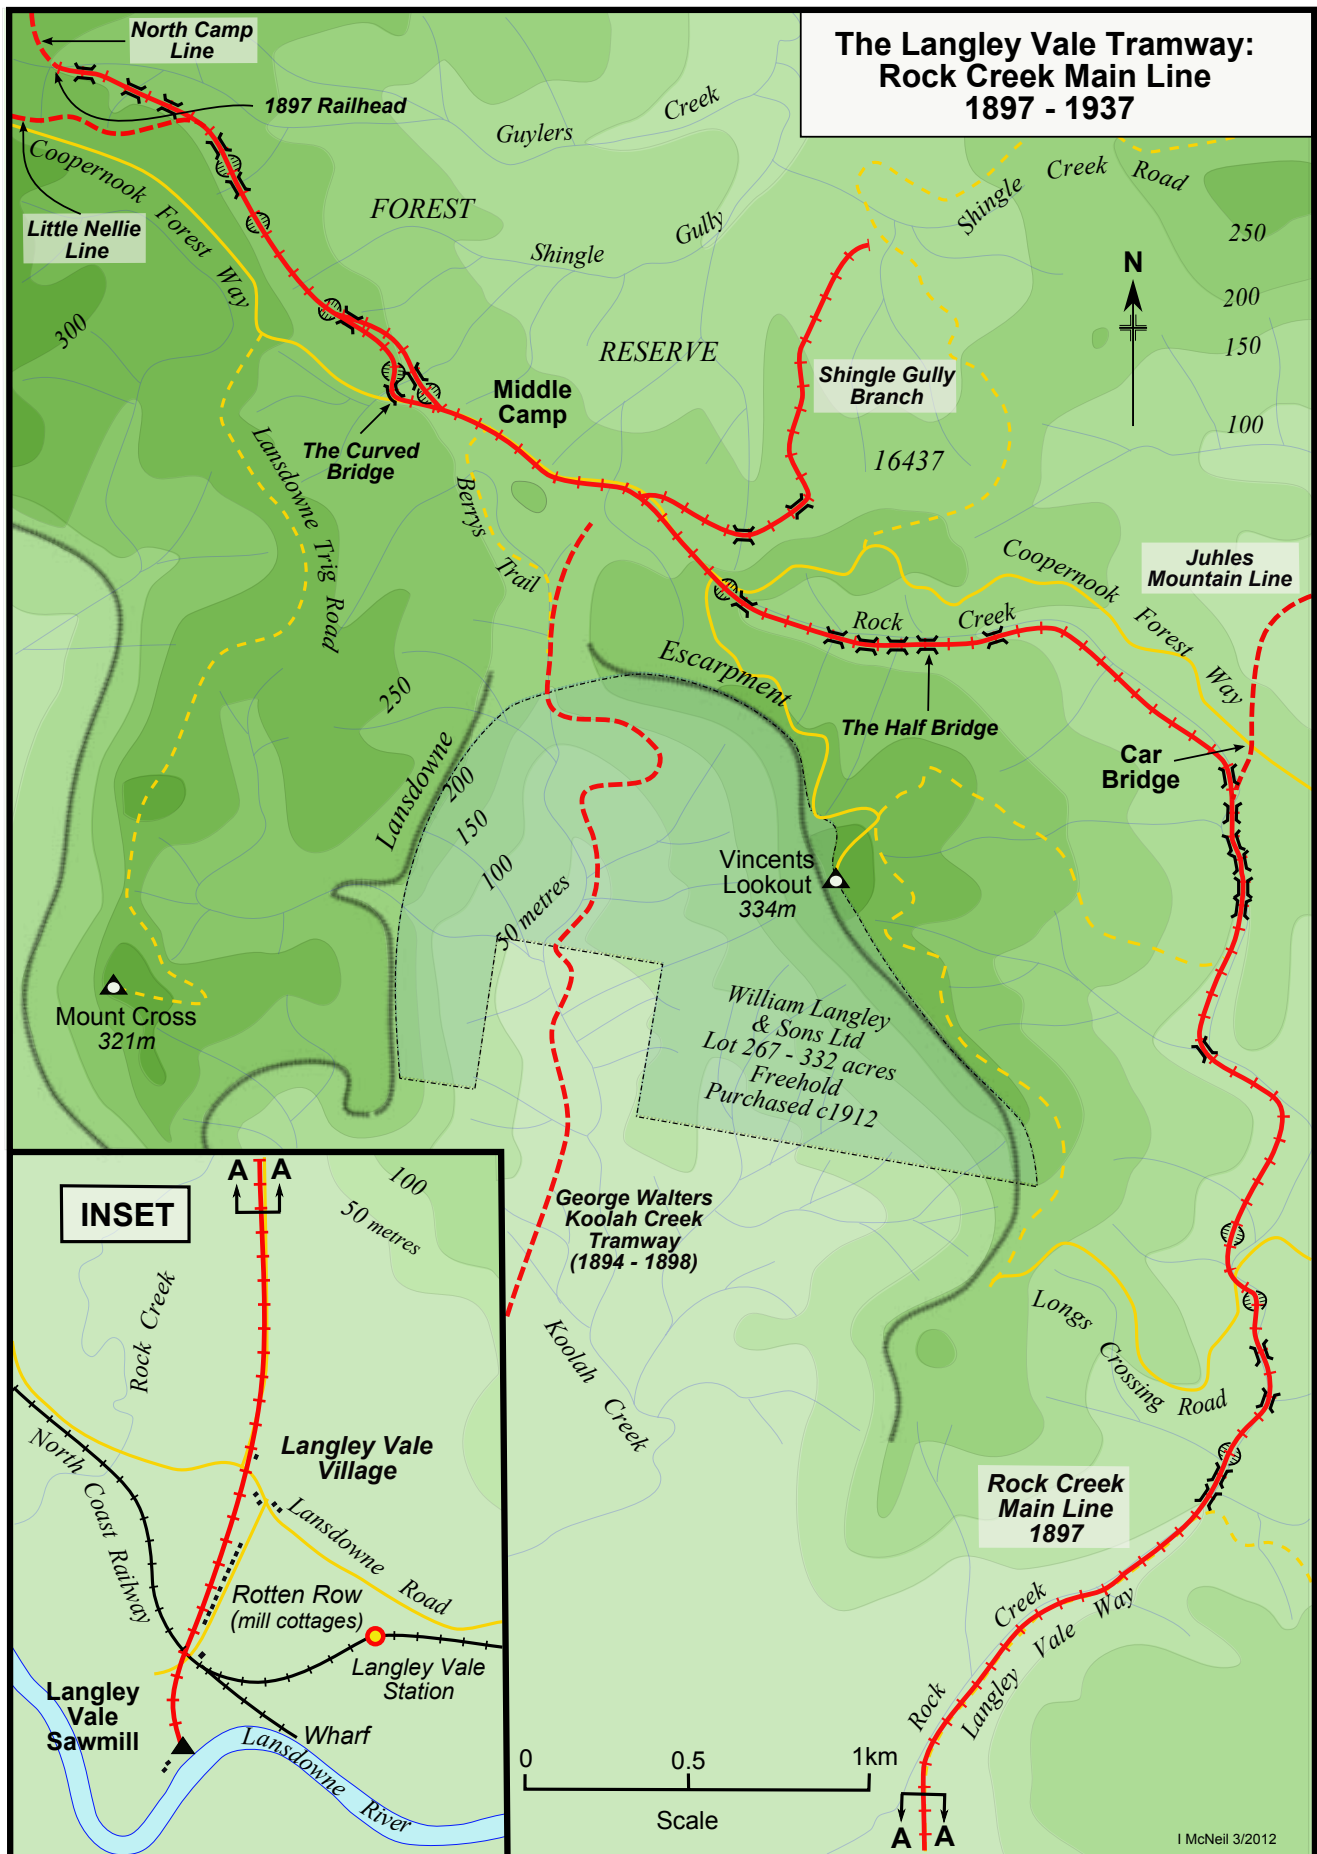 The Langley Vale Tramway:
Rock Creek Main Line
1897 - 1937
North Camp
Line
1897 Railhead
Guylers Creek
Coopernook Forest Way
Little Nellie
Line
FOREST
Shingle Gully
Shingle Creek Road
250
200
150
100
N
300
RESERVE
Shingle Gully
Branch
Middle
Camp
The Curved
Bridge
16437
Lansdowne Trig Road
Berrys Trail
Coopernook Forest Way
Juhles
Mountain Line
Rock Creek
Escarpment
The Half Bridge
Car
Bridge
250
Lansdowne
200
150
100
50 metres
Vincents
Lookout
334m
Mount Cross
321m
William Langley
& Sons Ltd
Lot 267 - 332 acres
Freehold
Purchased c1912
George Walters
Koolah Creek
Tramway
(1894 - 1898)
Koolah Creek
Longs Crossing Road
Rock Creek
Main Line
1897
Rock Creek
Langley Vale Way
INSET
A A
100
50 metres
Rock Creek
North Coast Railway
Langley Vale
Village
Lansdowne Road
Rotten Row
(mill cottages)
Langley Vale
Station
Langley
Vale
Sawmill
Wharf
Lansdowne River
0 0.5 1km
Scale
A A
I McNeil 3/2012